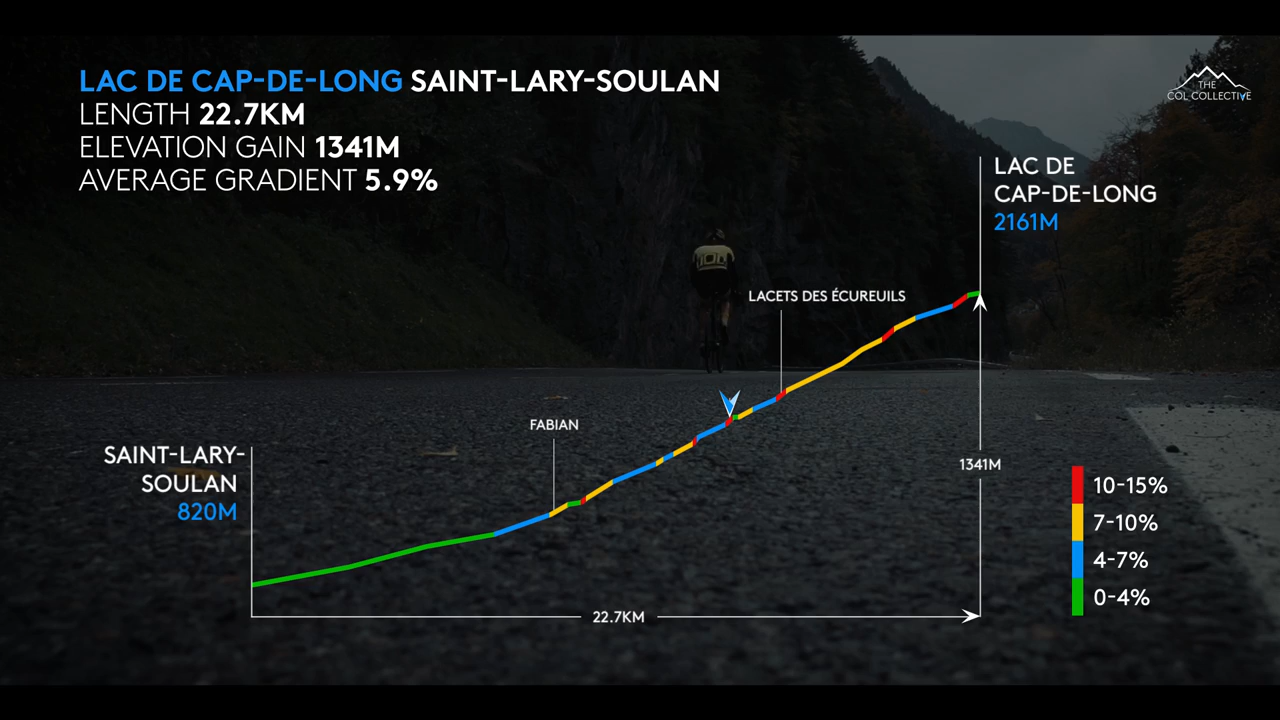 LAC DE CAP-DE-LONG SAINT-LARY-SOULAN
LENGTH 22.7KM
ELEVATION GAIN 1341M
AVERAGE GRADIENT 5.9%
THE
COL COLLECTIVE
LAC DE
CAP-DE-LONG
2161M
LACETS DES ÉCUREUILS
FABIAN
SAINT-LARY-
SOULAN
820M
1341M
10-15%
7-10%
4-7%
0-4%
22.7KM